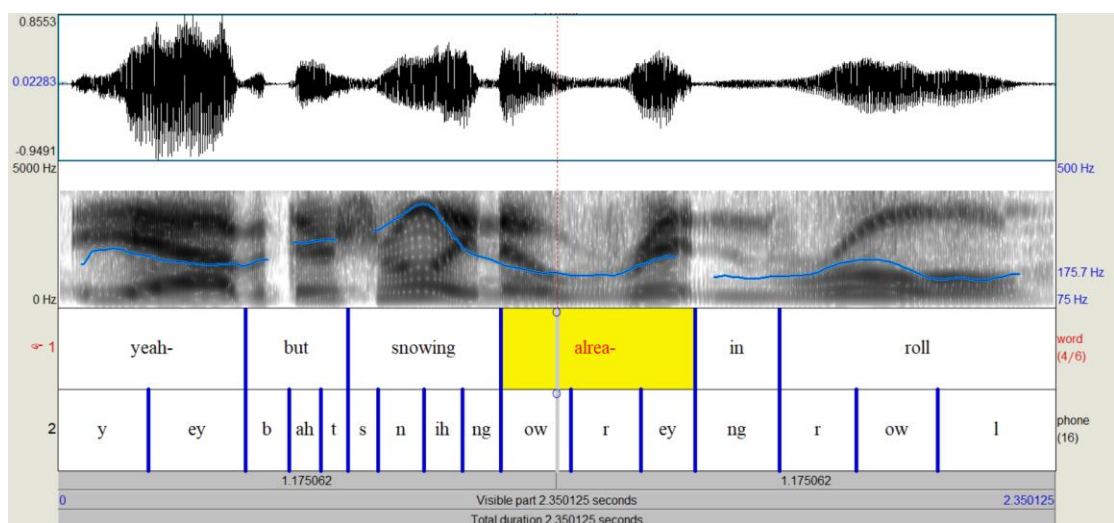 0.8553
0.02283
-0.9491
5000 Hz 500 Hz
175.7 Hz
0 Hz 75 Hz
1 yeah- but snowing alrea- in roll word
(4/6)
2 y ey b ah t s n ih ng ow r ey ng r ow l phone
(16)
1.175062 1.175062
0 Visible part 2.350125 seconds 2.350125
Total duration 2.350125 seconds